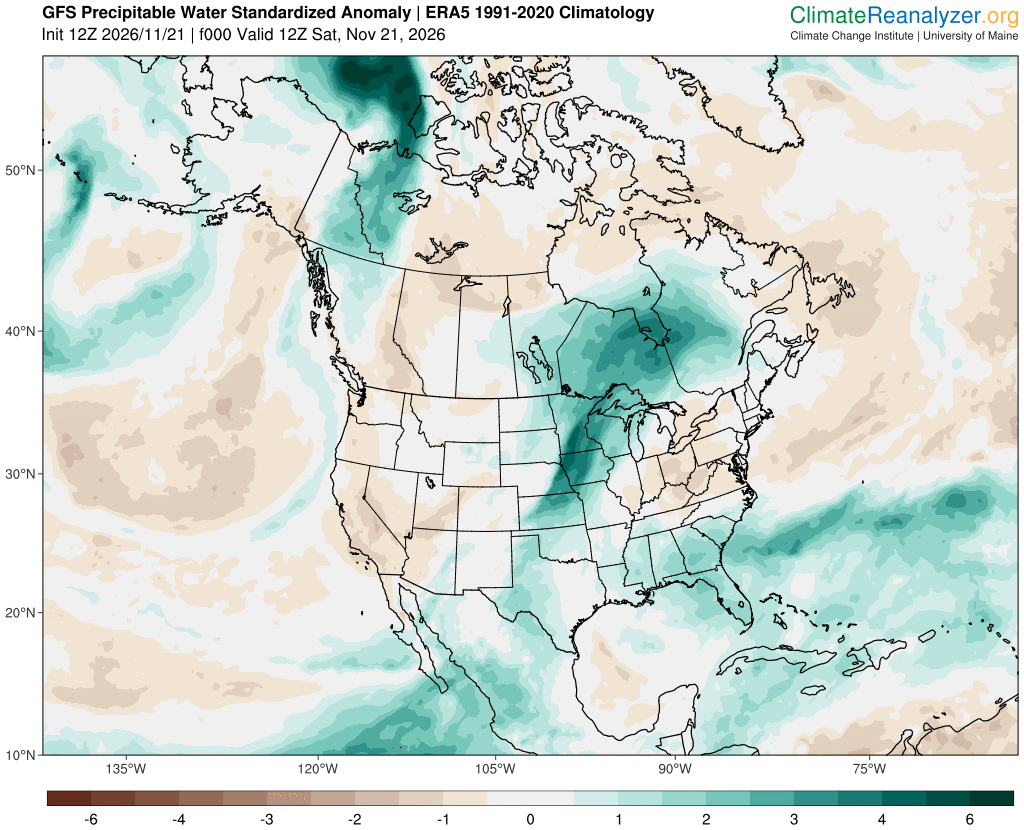 GFS Precipitable Water Standardized Anomaly | ERA5 1991-2020 Climatology
Init 12Z 2026/11/21 | f000 Valid 12Z Sat, Nov 21, 2026
ClimateReanalyzer.org
Climate Change Institute | University of Maine
50°N
40°N
30°N
20°N
10°N
135°W
120°W
105°W
90°W
75°W
-6
-4
-3
-2
-1
0
1
2
3
4
6